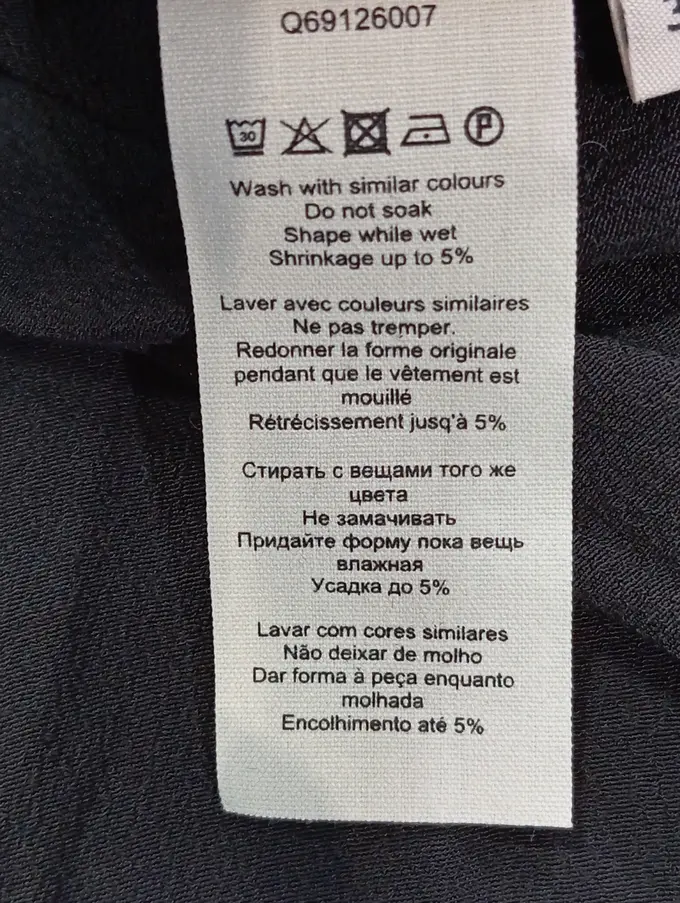 Q69126007
30 P
Wash with similar colours
Do not soak
Shape while wet
Shrinkage up to 5%
Laver avec couleurs similaires
Ne pas tremper.
Redonner la forme originale
pendant que le vêtement est
mouillé
Rétrécissement jusq'à 5%
Стирать с вещами того же
цвета
Не замачивать
Придайте форму пока вещь
влажная
Усадка до 5%
Lavar com cores similares
Não deixar de molho
Dar forma à peça enquanto
molhada
Encolhimento até 5%